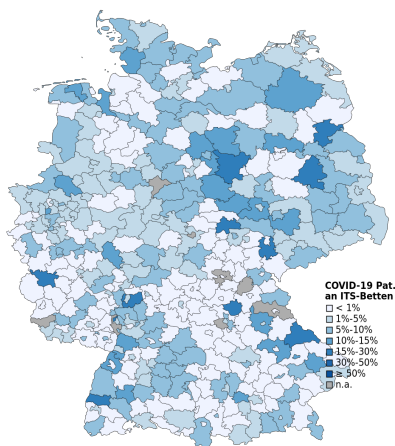 COVID-19 Pat.
an ITS-Betten
< 1%
1%-5%
5%-10%
10%-15%
15%-30%
30%-50%
≥ 50%
n.a.